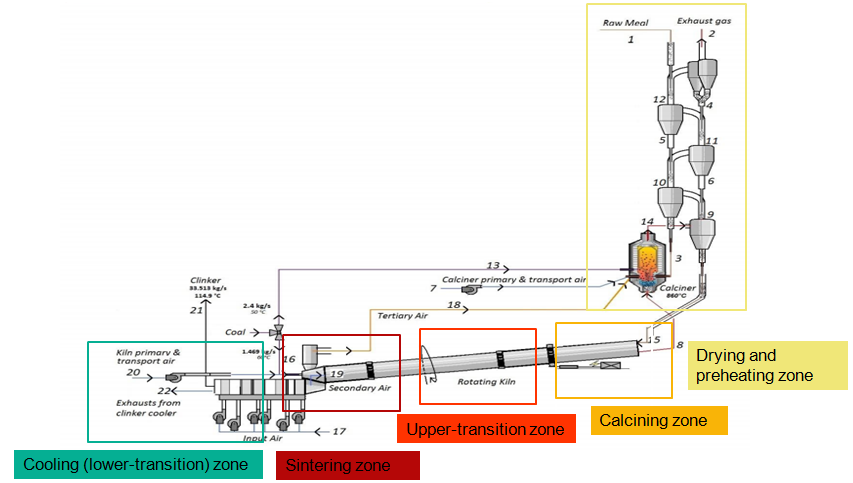 Raw Meal
1
Exhaust gas
2
12
4
5
11
10
6
14
9
3
13
Calciner primary & transport air
7
Calciner
860°C
18
Tertiary Air
Clinker
33.513 kg/s
114.9 °C
21
2.4 kg/s
50 °C
Coal
1.469 kg/s
16
Kiln primary &
transport air
20
19
22
Secondary Air
Exhausts from
clinker cooler
Input Air
17
Rotating Kiln
15
8
Drying and
preheating zone
Calcining zone
Upper-transition zone
Sintering zone
Cooling (lower-transition) zone